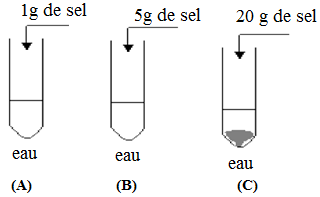 1g de sel 5g de sel 20 g de sel
eau eau eau
(A) (B) (C)